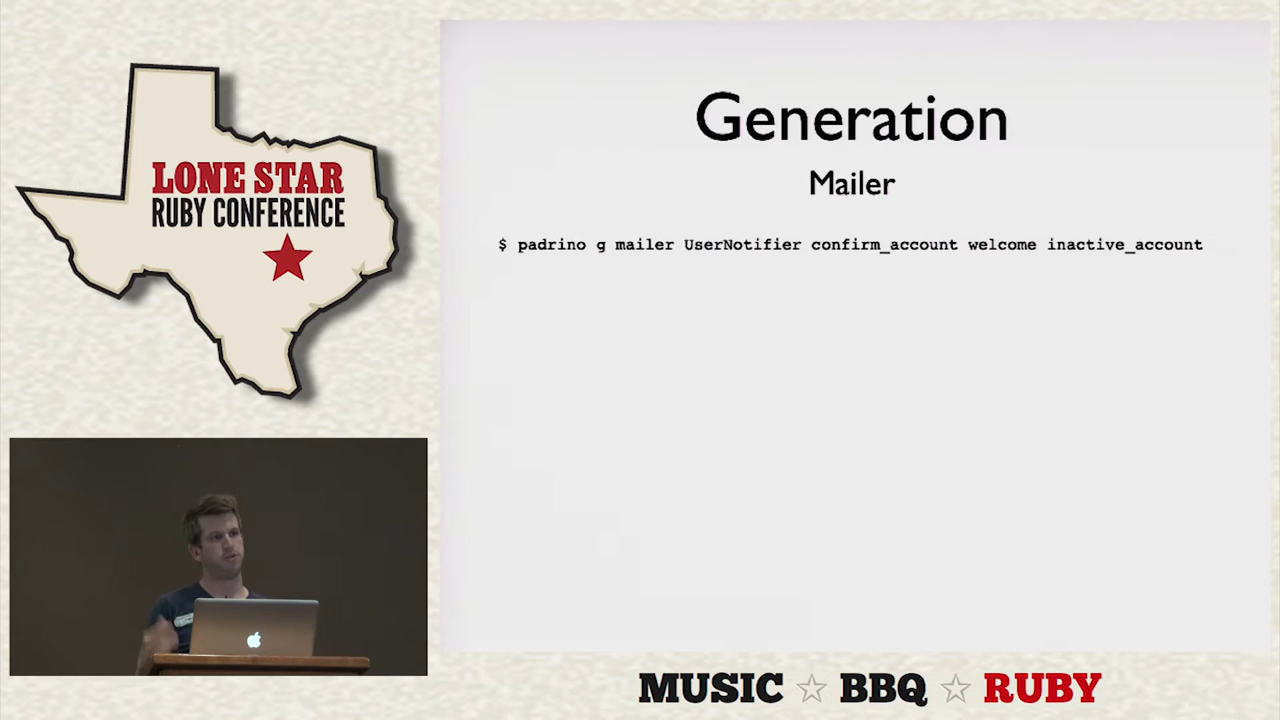 LONE STAR
RUBY CONFERENCE
Generation
Mailer
$ padrino g mailer UserNotifier confirm_account welcome inactive_account
MUSIC ☆ BBQ ☆ RUBY